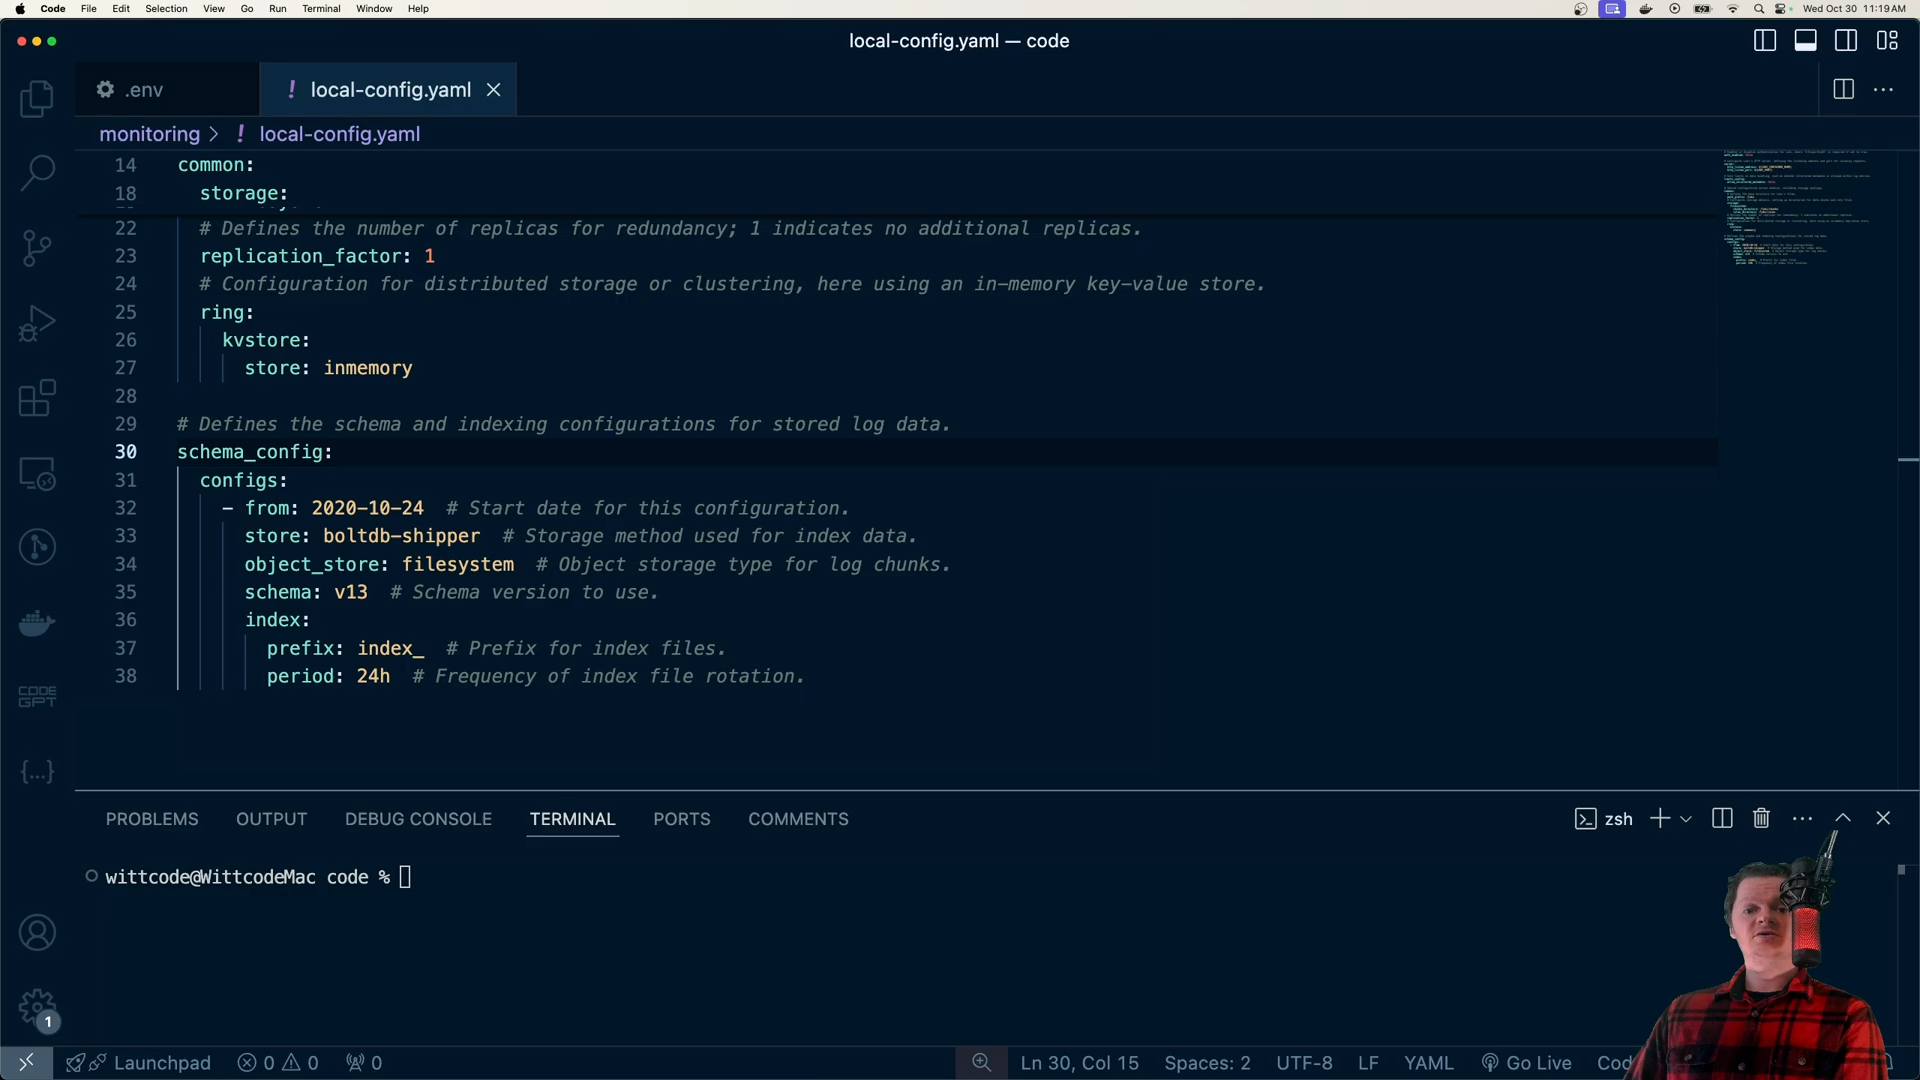 Code File Edit Selection View Go Run Terminal Window Help Wed Oct 30 11:19 AM
local-config.yaml — code
.env ! local-config.yaml
monitoring > ! local-config.yaml
14 common:
18 storage:
22 # Defines the number of replicas for redundancy; 1 indicates no additional replicas.
23 replication_factor: 1
24 # Configuration for distributed storage or clustering, here using an in-memory key-value store.
25 ring:
26 kvstore:
27 store: inmemory
28
29 # Defines the schema and indexing configurations for stored log data.
30 schema_config:
31 configs:
32 - from: 2020-10-24 # Start date for this configuration.
33 store: boltdb-shipper # Storage method used for index data.
34 object_store: filesystem # Object storage type for log chunks.
35 schema: v13 # Schema version to use.
36 index:
37 prefix: index_ # Prefix for index files.
38 period: 24h # Frequency of index file rotation.
CODE
GPT
{...}
PROBLEMS OUTPUT DEBUG CONSOLE TERMINAL PORTS COMMENTS zsh
wittcode@WittcodeMac code %
1
Launchpad 0 0 0 Ln 30, Col 15 Spaces: 2 UTF-8 LF YAML Go Live